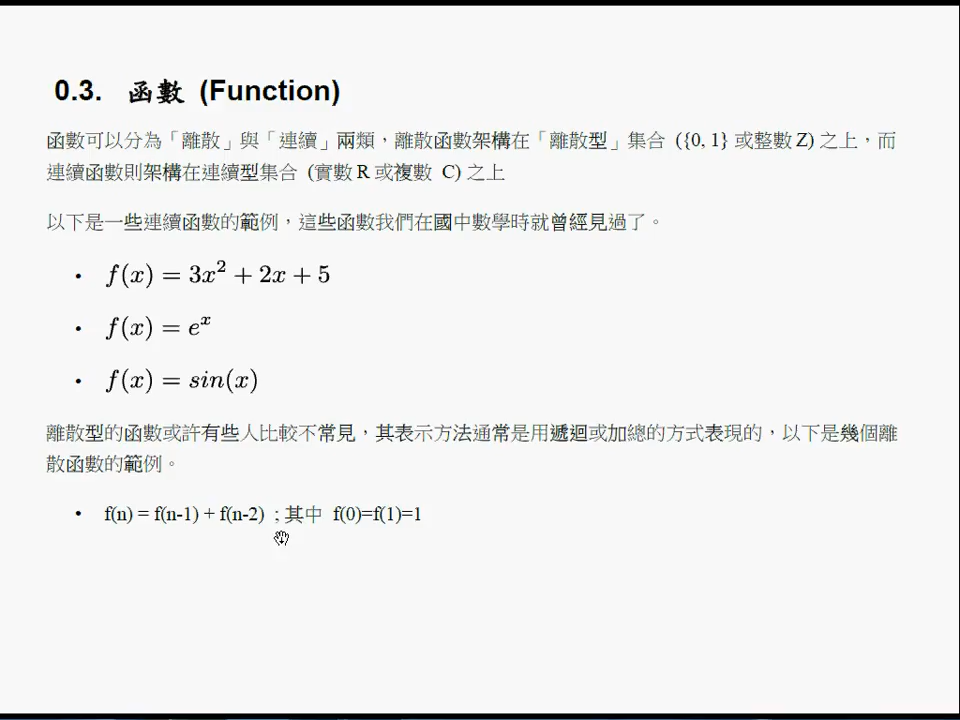 0.3. 函數 (Function)
函數可以分為「離散」與「連續」兩類，離散函數架構在「離散型」集合 ({0, 1} 或整數 Z) 之上，而
連續函數則架構在連續型集合 (實數 R 或複數 C) 之上
以下是一些連續函數的範例，這些函數我們在國中數學時就曾經見過了。
• f(x) = 3x² + 2x + 5
• f(x) = eˣ
• f(x) = sin(x)
離散型的函數或許有些人比較不常見，其表示方法通常是用遞迴或加總的方式表現的，以下是幾個離
散函數的範例。
• f(n) = f(n-1) + f(n-2) ; 其中 f(0)=f(1)=1